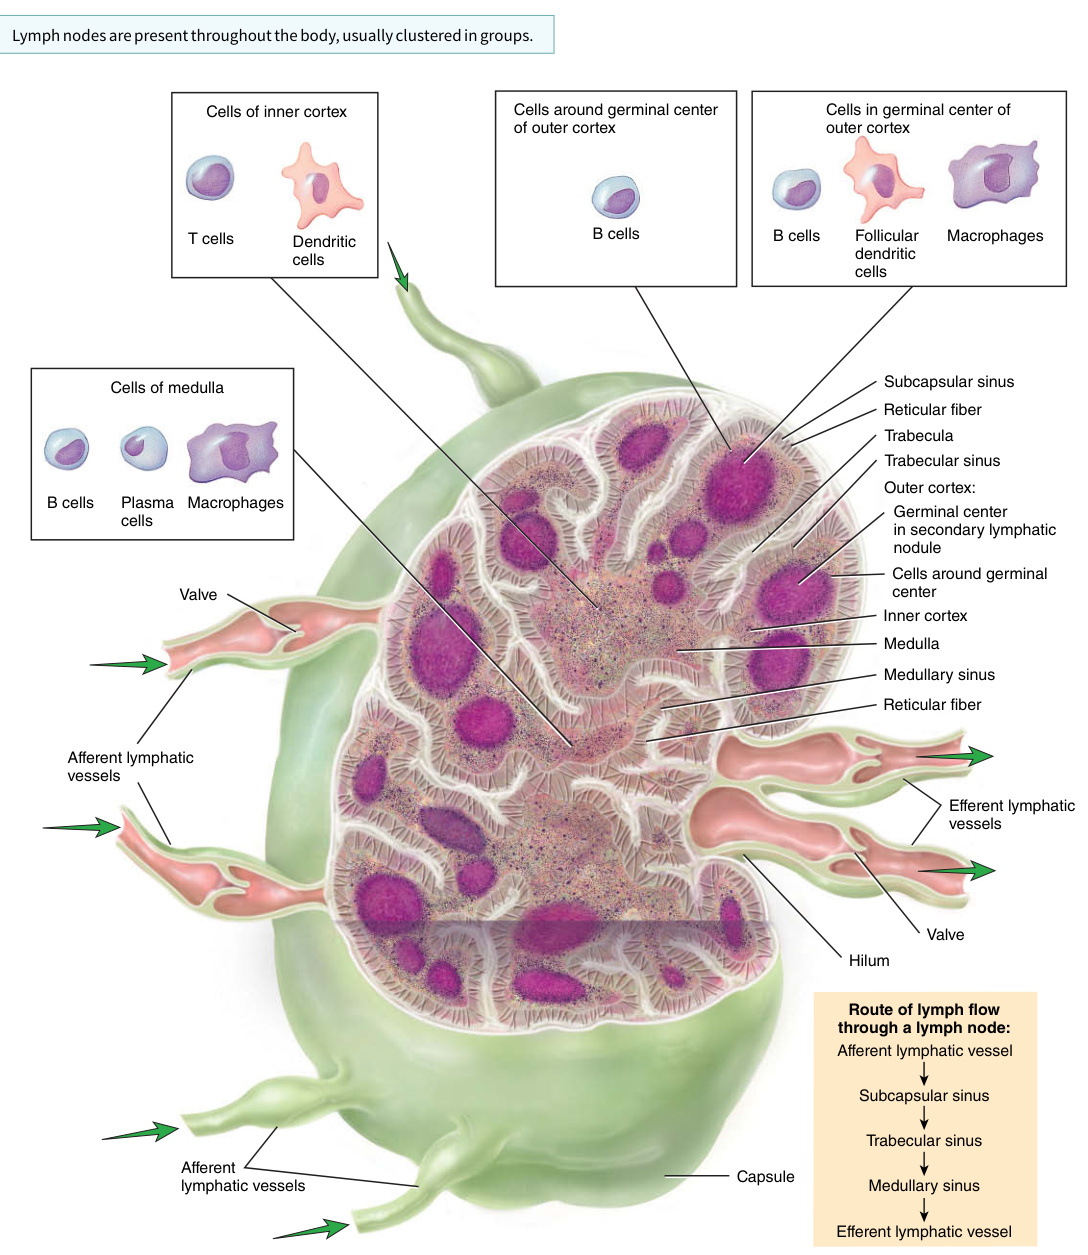 Lymph nodes are present throughout the body, usually clustered in groups.
Cells of inner cortex
T cells
Dendritic
cells
Cells around germinal center
of outer cortex
B cells
Cells in germinal center of
outer cortex
B cells
Follicular
dendritic
cells
Macrophages
Cells of medulla
B cells
Plasma
cells
Macrophages
Subcapsular sinus
Reticular fiber
Trabecula
Trabecular sinus
Outer cortex:
Germinal center
in secondary lymphatic
nodule
Cells around germinal
center
Inner cortex
Medulla
Medullary sinus
Reticular fiber
Valve
Afferent lymphatic
vessels
Efferent lymphatic
vessels
Valve
Hilum
Afferent
lymphatic vessels
Capsule
Route of lymph flow
through a lymph node:
Afferent lymphatic vessel
Subcapsular sinus
Trabecular sinus
Medullary sinus
Efferent lymphatic vessel